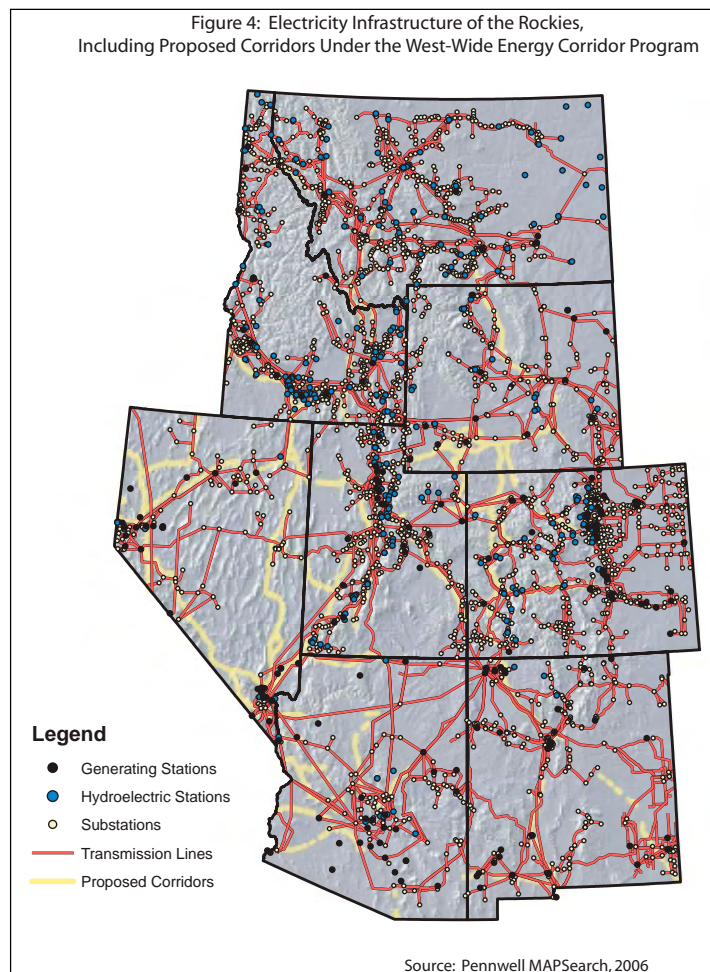 Figure 4: Electricity Infrastructure of the Rockies,
Including Proposed Corridors Under the West-Wide Energy Corridor Program
Legend
Generating Stations
Hydroelectric Stations
Substations
Transmission Lines
Proposed Corridors
Source: Pennwell MAPSearch, 2006